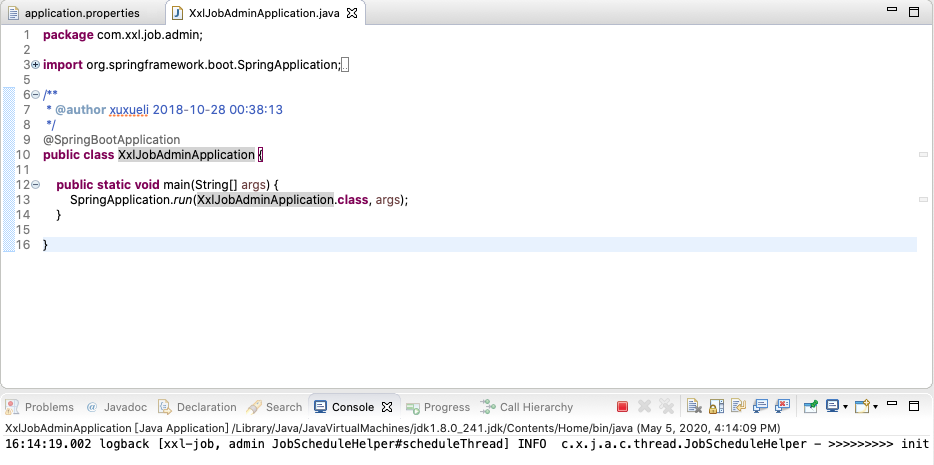 application.properties XxlJobAdminApplication.java
1 package com.xxl.job.admin;
2
3 import org.springframework.boot.SpringApplication;
5
6 /**
7 * @author xuxueli 2018-10-28 00:38:13
8 */
9 @SpringBootApplication
10 public class XxlJobAdminApplication {
11
12 public static void main(String[] args) {
13 SpringApplication.run(XxlJobAdminApplication.class, args);
14 }
15
16 }
Problems @ Javadoc Declaration Search Console Progress Call Hierarchy
XxlJobAdminApplication [Java Application] /Library/Java/JavaVirtualMachines/jdk1.8.0_241.jdk/Contents/Home/bin/java (May 5, 2020, 4:14:09 PM)
16:14:19.002 logback [xxl-job, admin JobScheduleHelper#scheduleThread] INFO c.x.j.a.c.thread.JobScheduleHelper - >>>>>>>>> init